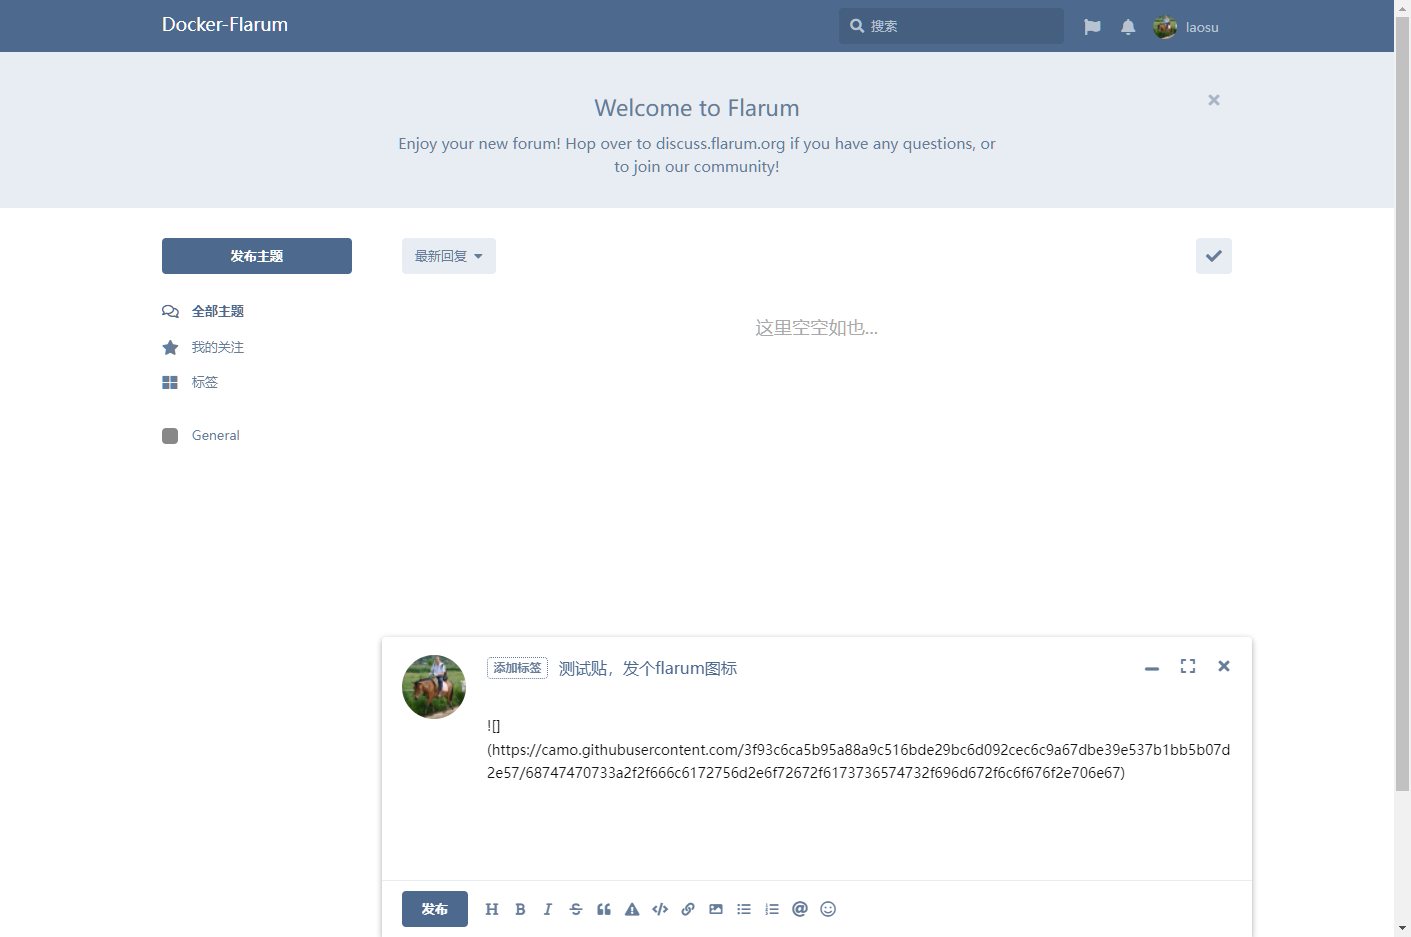 Docker-Flarum
搜索
laosu
Welcome to Flarum
Enjoy your new forum! Hop over to discuss.flarum.org if you have any questions, or
to join our community!
发布主题
最新回复
全部主题
我的关注
标签
General
这里空空如也...
添加标签
测试贴，发个flarum图标
![]
(https://camo.githubusercontent.com/3f93c6ca5b95a88a9c516bde29bc6d092cec6c9a67dbe39e537b1bb5b07d
2e57/68747470733a2f2f666c6172756d2e6f72672f6173736574732f696d672f6c6f676f2e706e67)
发布